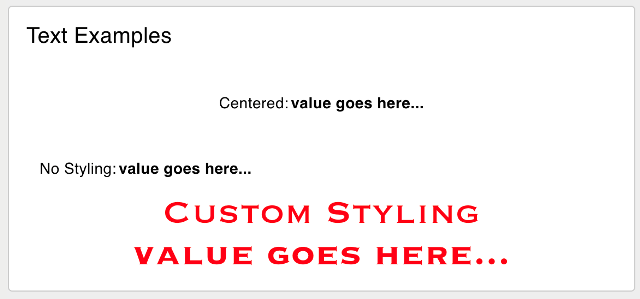 Text Examples
Centered: value goes here...
No Styling: value goes here...
Custom Styling
value goes here...